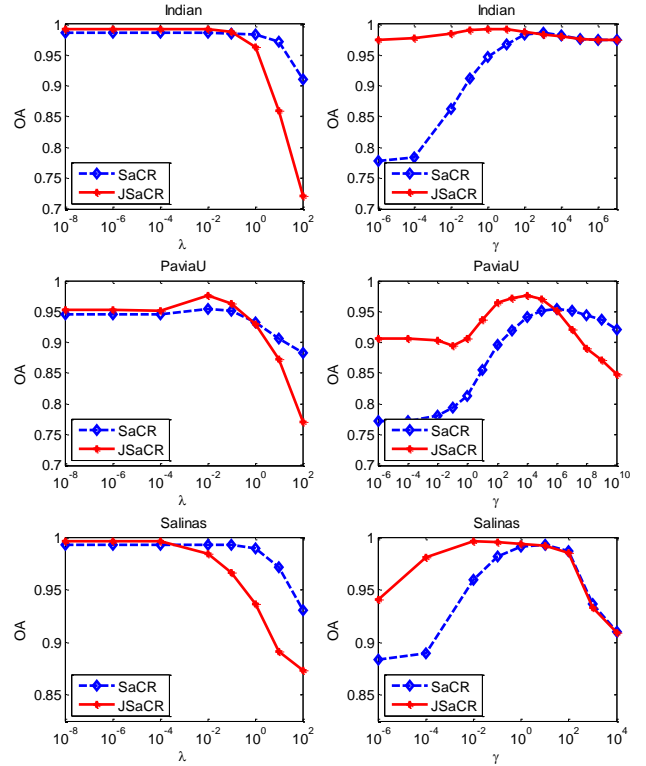 Indian
Indian
1
0.95
0.9
0.85
0.8
0.75
0.7
OA
SaCR
JSaCR
10^-8 10^-6 10^-4 10^-2 10^0 10^2
λ
1
0.95
0.9
0.85
0.8
0.75
0.7
OA
SaCR
JSaCR
10^-6 10^-4 10^-2 10^0 10^2 10^4 10^6
γ
PaviaU
PaviaU
1
0.95
0.9
0.85
0.8
0.75
0.7
OA
SaCR
JSaCR
10^-8 10^-6 10^-4 10^-2 10^0 10^2
λ
1
0.95
0.9
0.85
0.8
0.75
0.7
OA
SaCR
JSaCR
10^-6 10^-4 10^-2 10^0 10^2 10^4 10^6 10^8 10^10
γ
Salinas
Salinas
1
0.95
0.9
0.85
OA
SaCR
JSaCR
10^-8 10^-6 10^-4 10^-2 10^0 10^2
λ
1
0.95
0.9
0.85
OA
SaCR
JSaCR
10^-6 10^-4 10^-2 10^0 10^2 10^4
γ